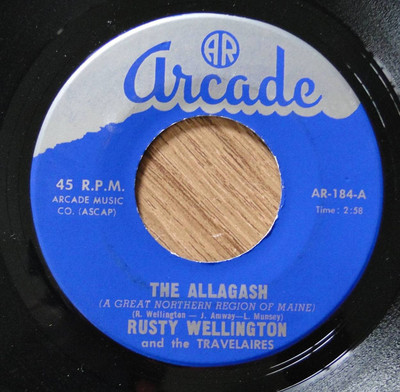 AR
Arcade
45 R.P.M.
ARCADE MUSIC
CO. (ASCAP)
AR-184-A
Time: 2:58
THE ALLAGASH
(A GREAT NORTHERN REGION OF MAINE)
(R. Wellington — J. Amway—L. Munsey)
RUSTY WELLINGTON
and the TRAVELAIRES